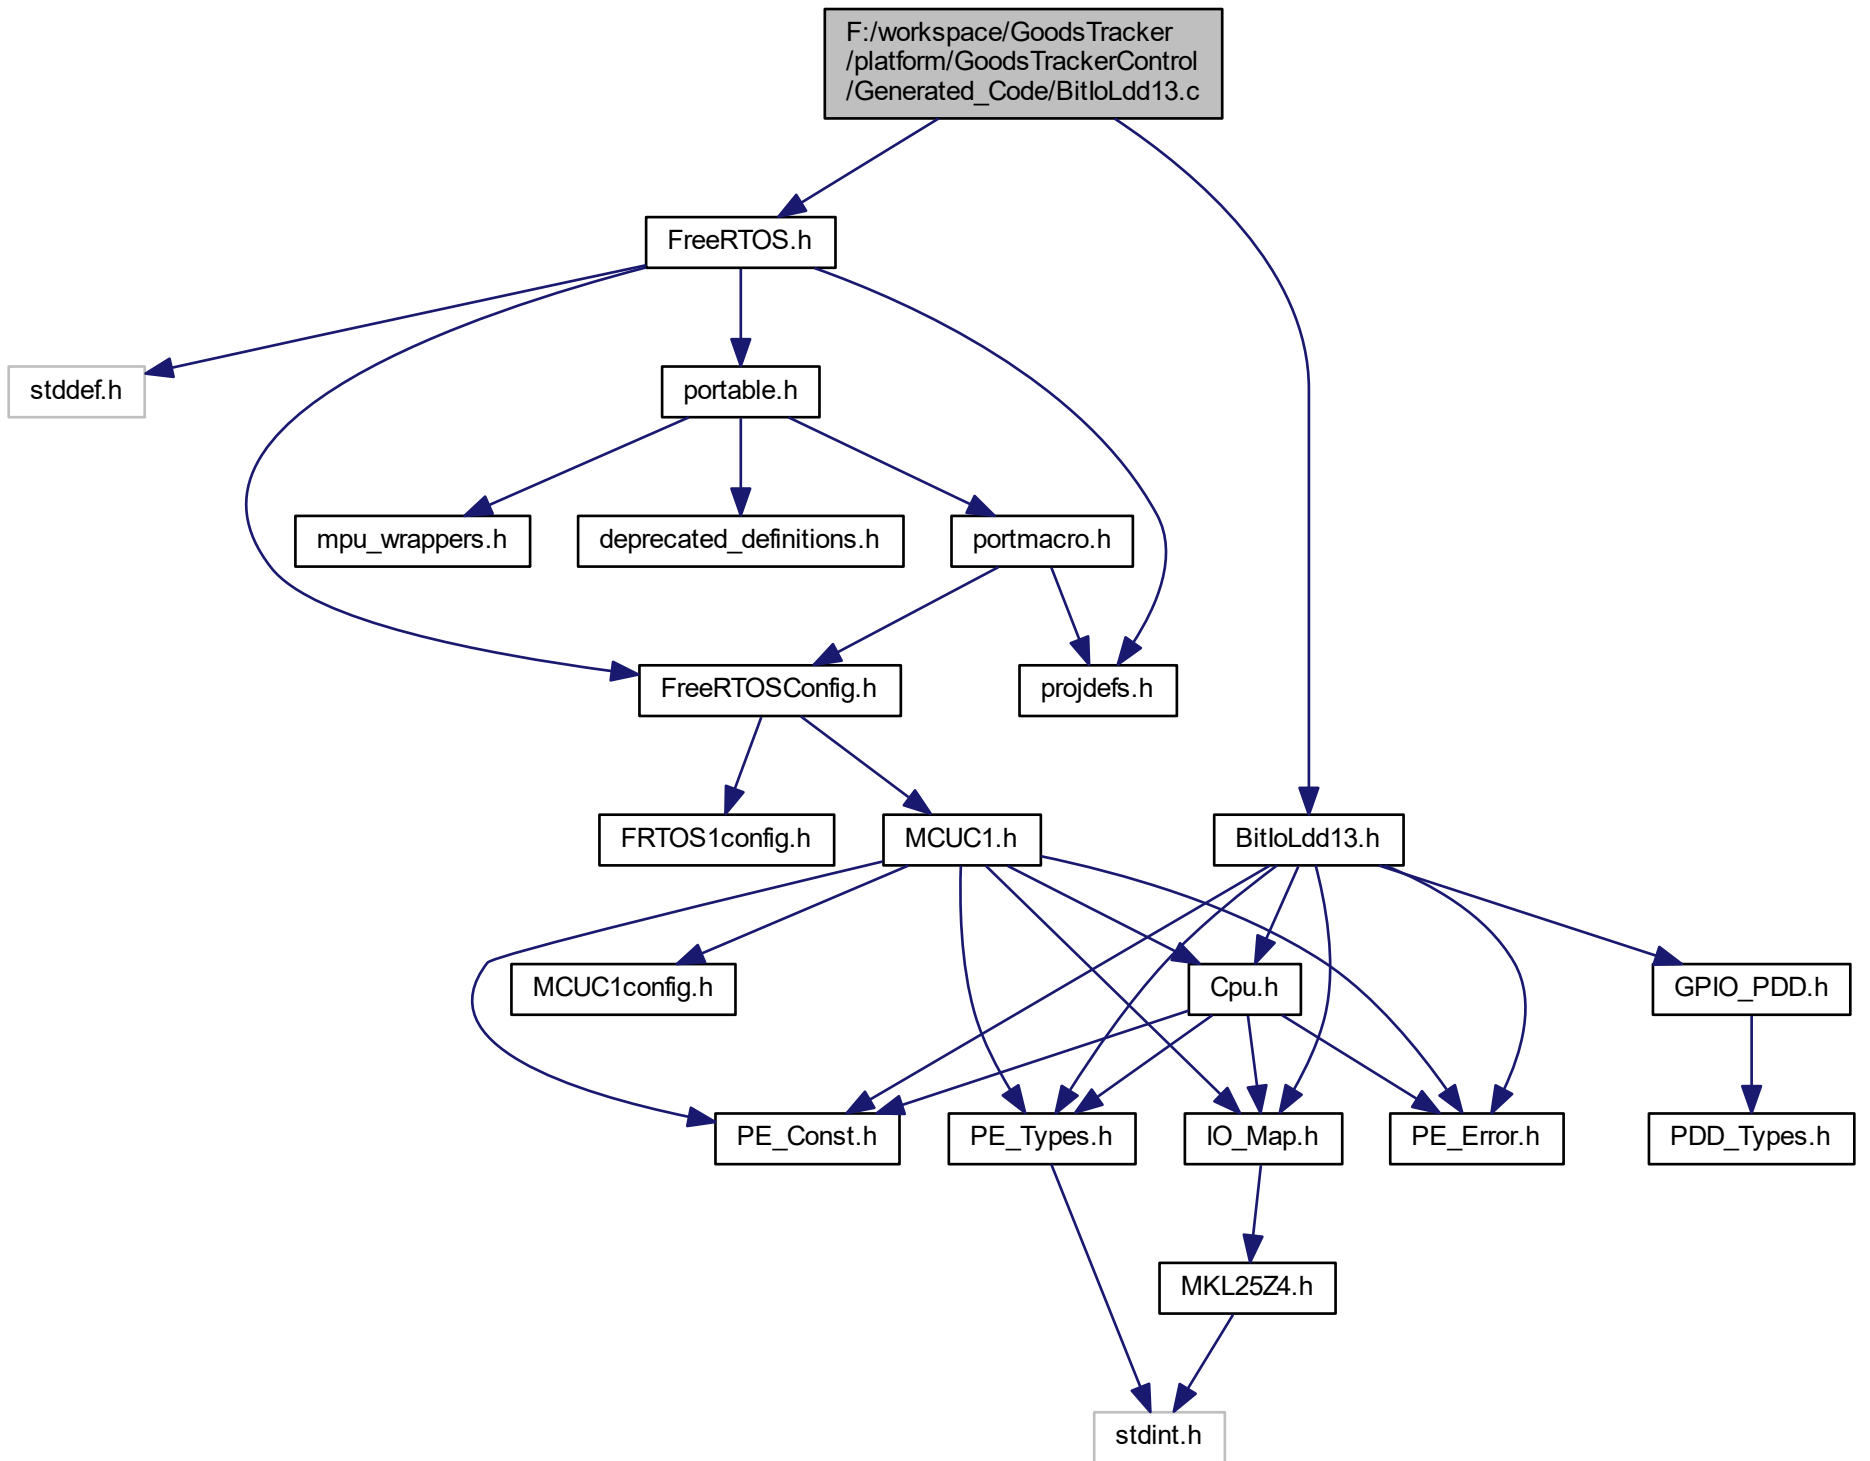 F:/workspace/GoodsTracker
/platform/GoodsTrackerControl
/Generated_Code/BitIoLdd13.c
FreeRTOS.h
stddef.h
portable.h
mpu_wrappers.h
deprecated_definitions.h
portmacro.h
FreeRTOSConfig.h
projdefs.h
FRTOS1config.h
MCUC1.h
BitIoLdd13.h
MCUC1config.h
Cpu.h
GPIO_PDD.h
PE_Const.h
PE_Types.h
IO_Map.h
PE_Error.h
PDD_Types.h
MKL25Z4.h
stdint.h